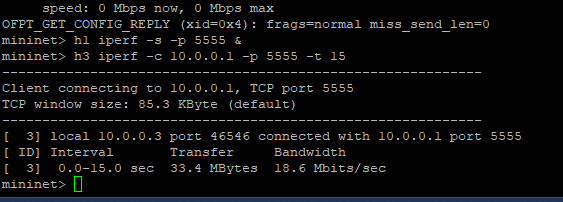 speed: 0 Mbps now, 0 Mbps max
OFPT_GET_CONFIG_REPLY (xid=0x4): frags=normal miss_send_len=0
mininet> h1 iperf -s -p 5555 &
mininet> h3 iperf -c 10.0.0.1 -p 5555 -t 15
------------------------------------------------------------
Client connecting to 10.0.0.1, TCP port 5555
TCP window size: 85.3 KByte (default)
------------------------------------------------------------
[  3] local 10.0.0.3 port 46546 connected with 10.0.0.1 port 5555
[ ID] Interval       Transfer     Bandwidth
[  3]  0.0-15.0 sec  33.4 MBytes  18.6 Mbits/sec
mininet>